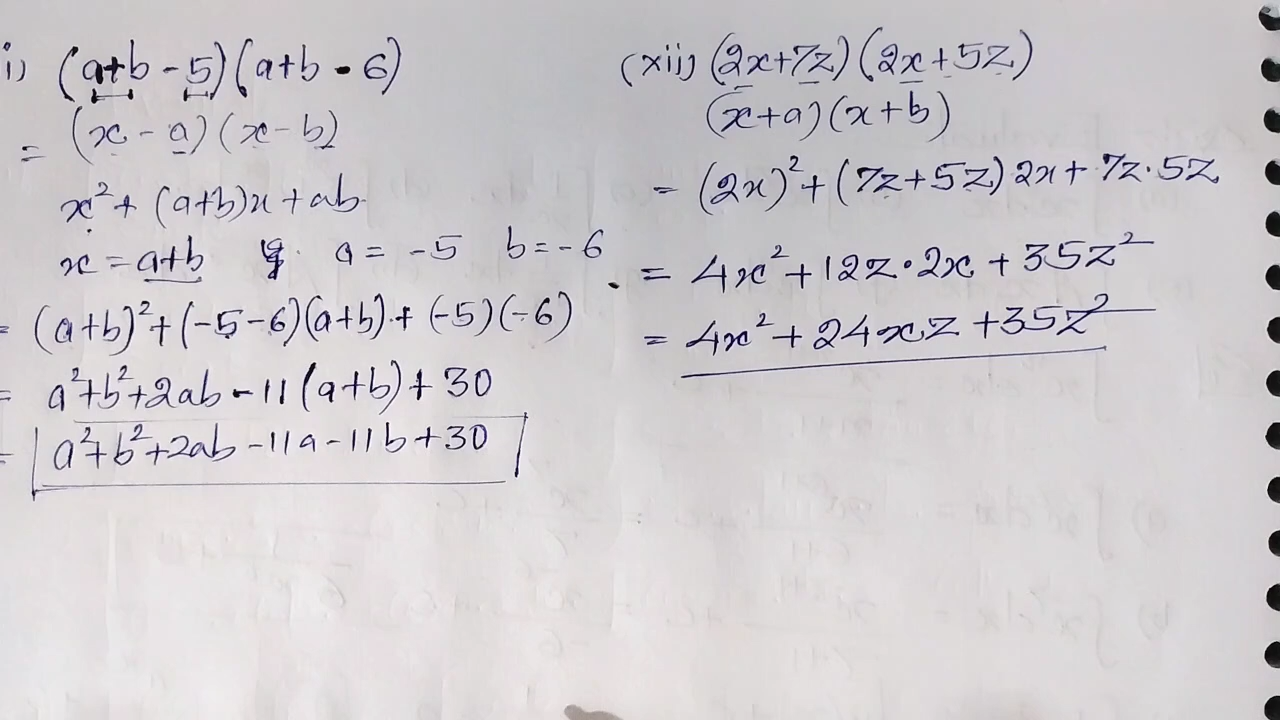 i) (a+b - 5)(a+b - 6)
= (x - a)(x - b)
x² + (a+b)x + ab
x = a+b & a = -5 b = -6
= (a+b)² + (-5-6)(a+b) + (-5)(-6)
= a²+b²+2ab - 11(a+b) + 30
= a²+b²+2ab - 11a - 11b + 30
(xii) (2x+7z)(2x+5z)
(x+a)(x+b)
= (2x)² + (7z+5z) 2x + 7z·5z
= 4x² + 12z·2x + 35z²
= 4x² + 24xz + 35z²